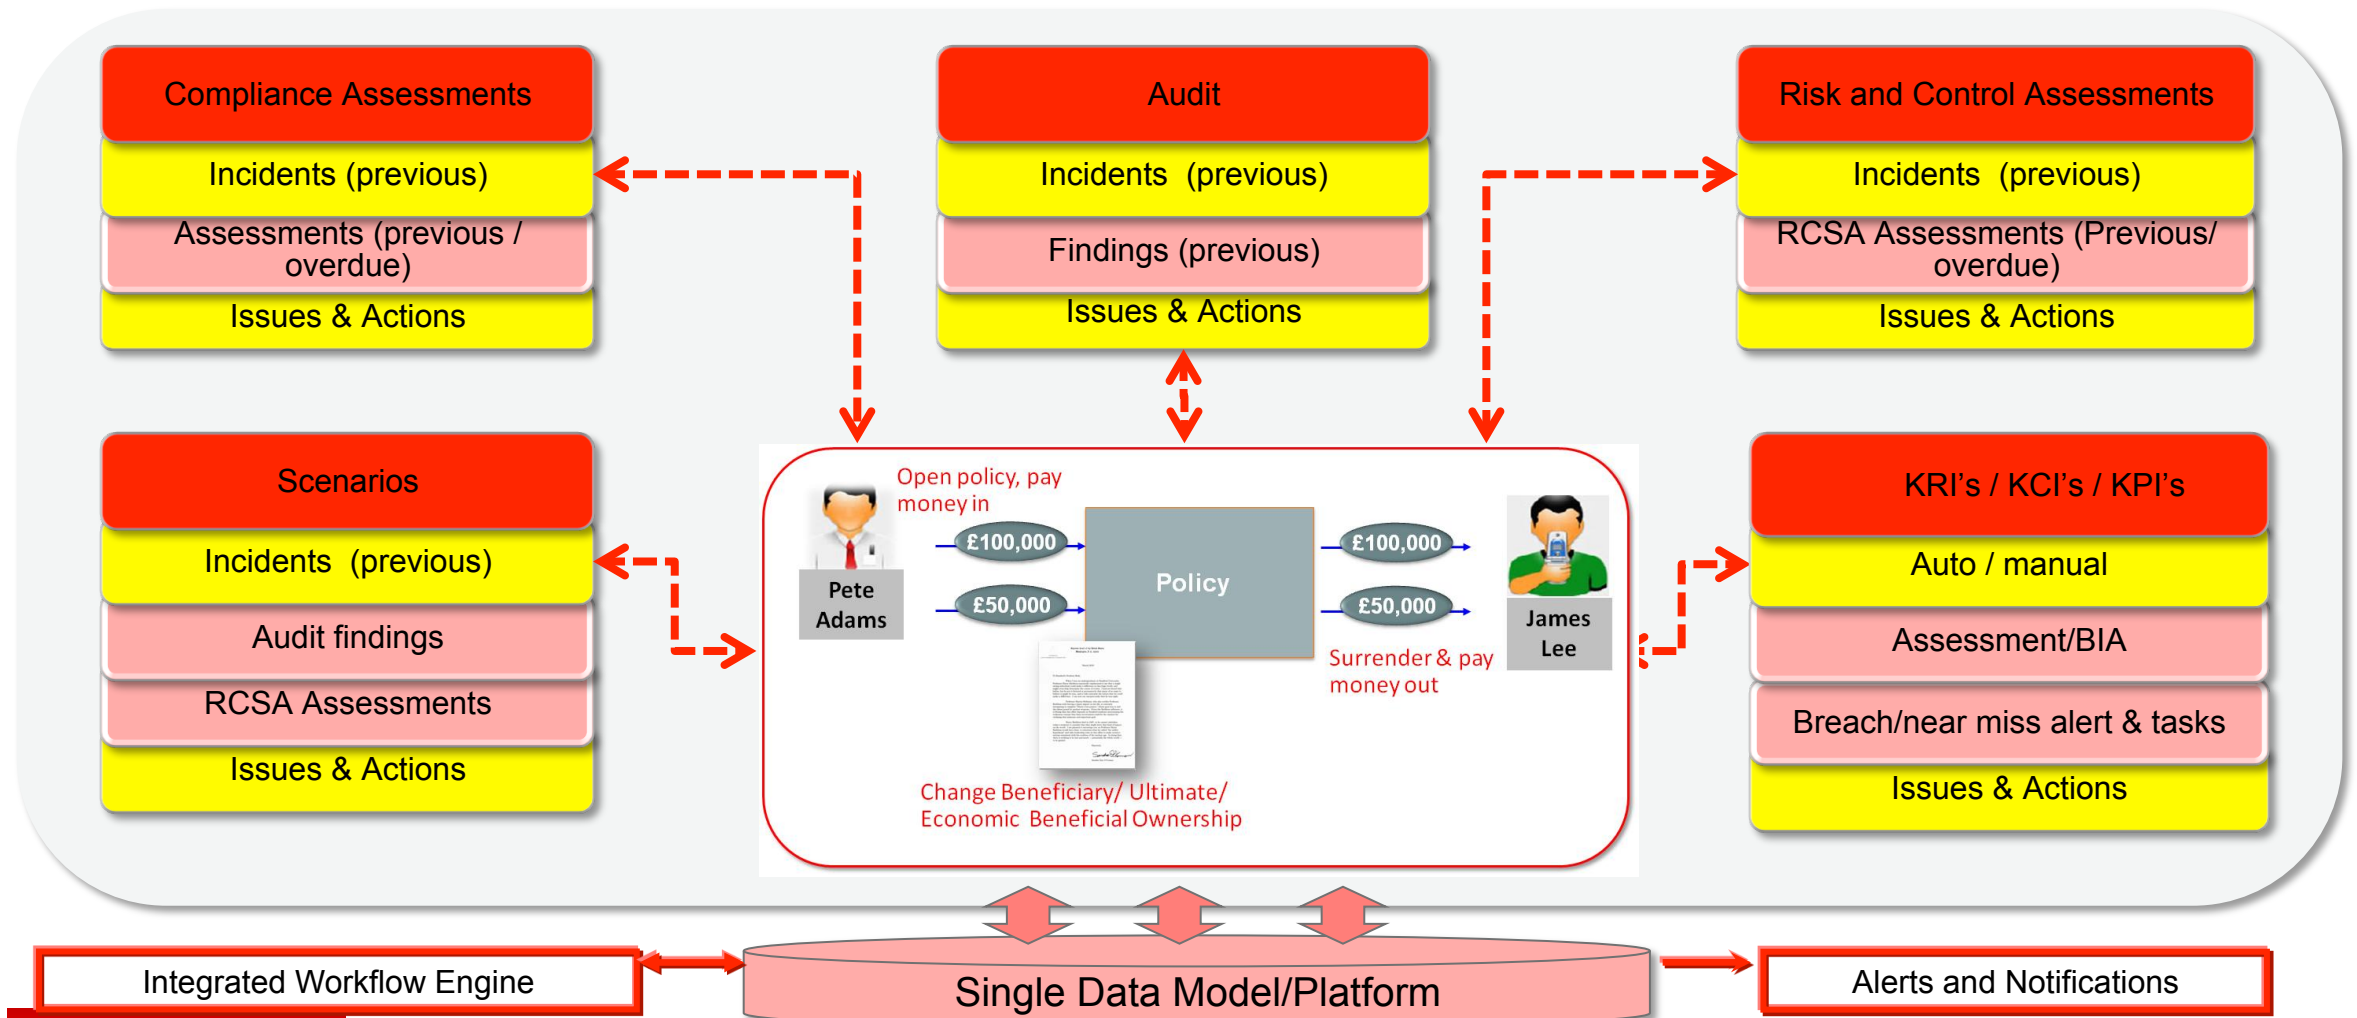 Compliance Assessments
Incidents (previous)
Assessments (previous /
overdue)
Issues & Actions
Audit
Incidents (previous)
Findings (previous)
Issues & Actions
Risk and Control Assessments
Incidents (previous)
RCSA Assessments (Previous/
overdue)
Issues & Actions
Scenarios
Incidents (previous)
Audit findings
RCSA Assessments
Issues & Actions
Open policy, pay
money in
Pete
Adams
£100,000
£50,000
Policy
£100,000
£50,000
James
Lee
Surrender & pay
money out
Change Beneficiary/ Ultimate/
Economic Beneficial Ownership
KRI's / KCI's / KPI's
Auto / manual
Assessment/BIA
Breach/near miss alert & tasks
Issues & Actions
Integrated Workflow Engine
Single Data Model/Platform
Alerts and Notifications